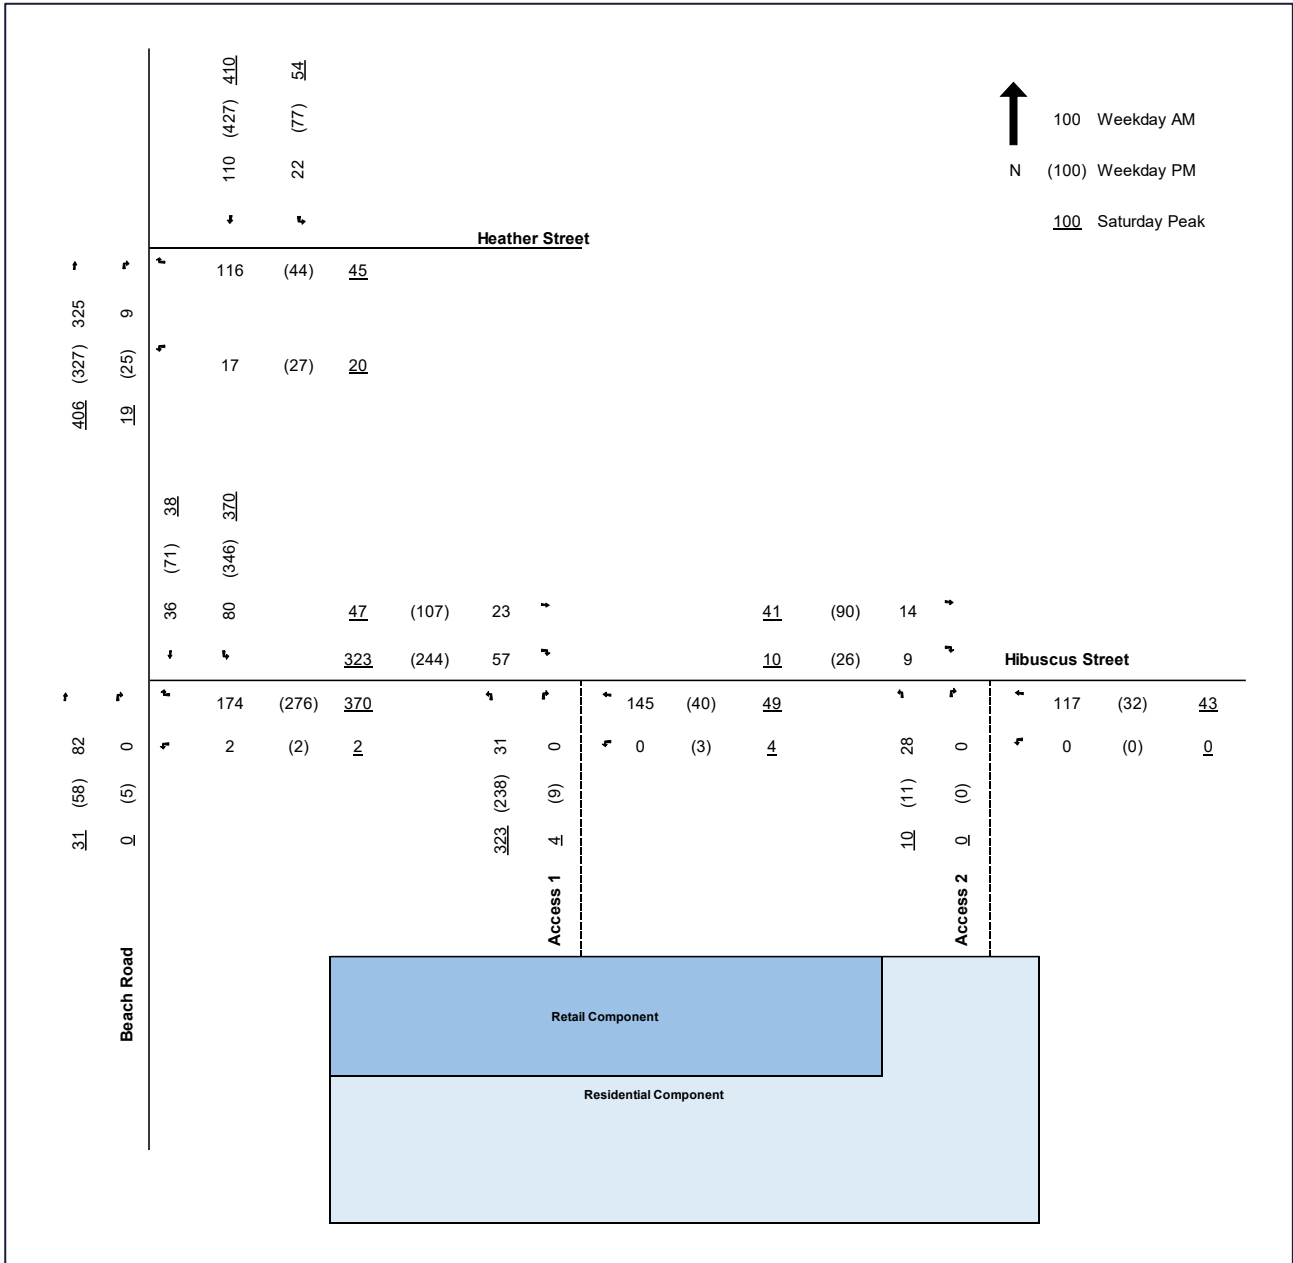 410 54
(427) (77)
110 22
100 Weekday AM
N (100) Weekday PM
100 Saturday Peak
Heather Street
116 (44) 45
325 9
17 (27) 20
(327) (25)
406 19
38 370
(71) (346)
36 80
47 (107) 23 41 (90) 14
323 (244) 57 10 (26) 9 Hibuscus Street
174 (276) 370 145 (40) 49 117 (32) 43
82 0 2 (2) 2 31 0 0 (3) 4 28 0 0 (0) 0
(58) (5) (238) (9) (11) (0)
31 0 323 4 10 0
Access 1 Access 2
Beach Road
Retail Component
Residential Component